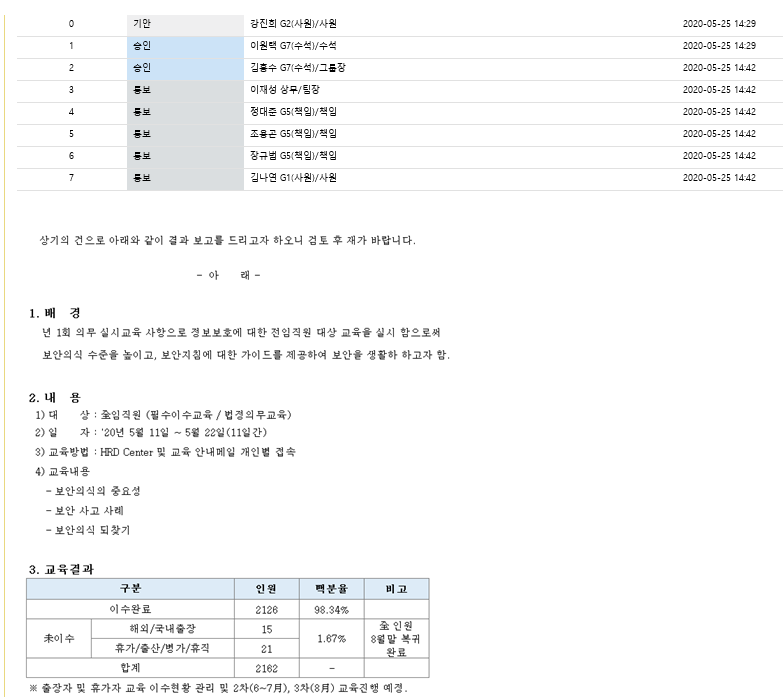 0 기안 강진희 G2(사원)/사원 2020-05-25 14:29
1 승인 이원택 G7(수석)/수석 2020-05-25 14:29
2 승인 김홍수 G7(수석)/그룹장 2020-05-25 14:42
3 통보 이재성 상무/팀장 2020-05-25 14:42
4 통보 정대준 G5(책임)/책임 2020-05-25 14:42
5 통보 조용곤 G5(책임)/책임 2020-05-25 14:42
6 통보 장규범 G5(책임)/책임 2020-05-25 14:42
7 통보 김나연 G1(사원)/사원 2020-05-25 14:42
상기의 건으로 아래와 같이 결과 보고를 드리고자 하오니 검토 후 재가 바랍니다.
- 아 래 -
1. 배 경
년 1회 의무 실시교육 사항으로 정보보호에 대한 전임직원 대상 교육을 실시 함으로써
보안의식 수준을 높이고, 보안지침에 대한 가이드를 제공하여 보안을 생활하 하고자 함.
2. 내 용
1) 대 상 : 全임직원 (필수이수교육 / 법정의무교육)
2) 일 자 : '20년 5월 11일 ~ 5월 22일(11일간)
3) 교육방법 : HRD Center 및 교육 안내메일 개인별 접속
4) 교육내용
- 보안의식의 중요성
- 보안 사고 사례
- 보안의식 되찾기
3. 교육결과
구분 인원 백분율 비고
이수완료 2126 98.34%
未이수 해외/국내출장 15 1.67% 全 인원
8월말 복귀
완료
휴가/출산/병가/휴직 21
합계 2162 -
※ 출장자 및 휴가자 교육 이수현황 관리 및 2차(6~7月), 3차(8月) 교육진행 예정.